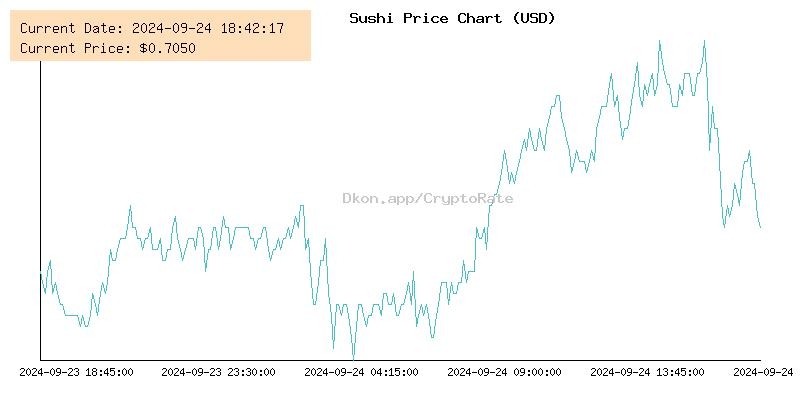 Sushi Price Chart (USD)
Current Date: 2024-09-24 18:42:17
Current Price: $0.7050
Dkon.app/CryptoRate
2024-09-23 18:45:00 2024-09-23 23:30:00 2024-09-24 04:15:00 2024-09-24 09:00:00 2024-09-24 13:45:00 2024-09-24